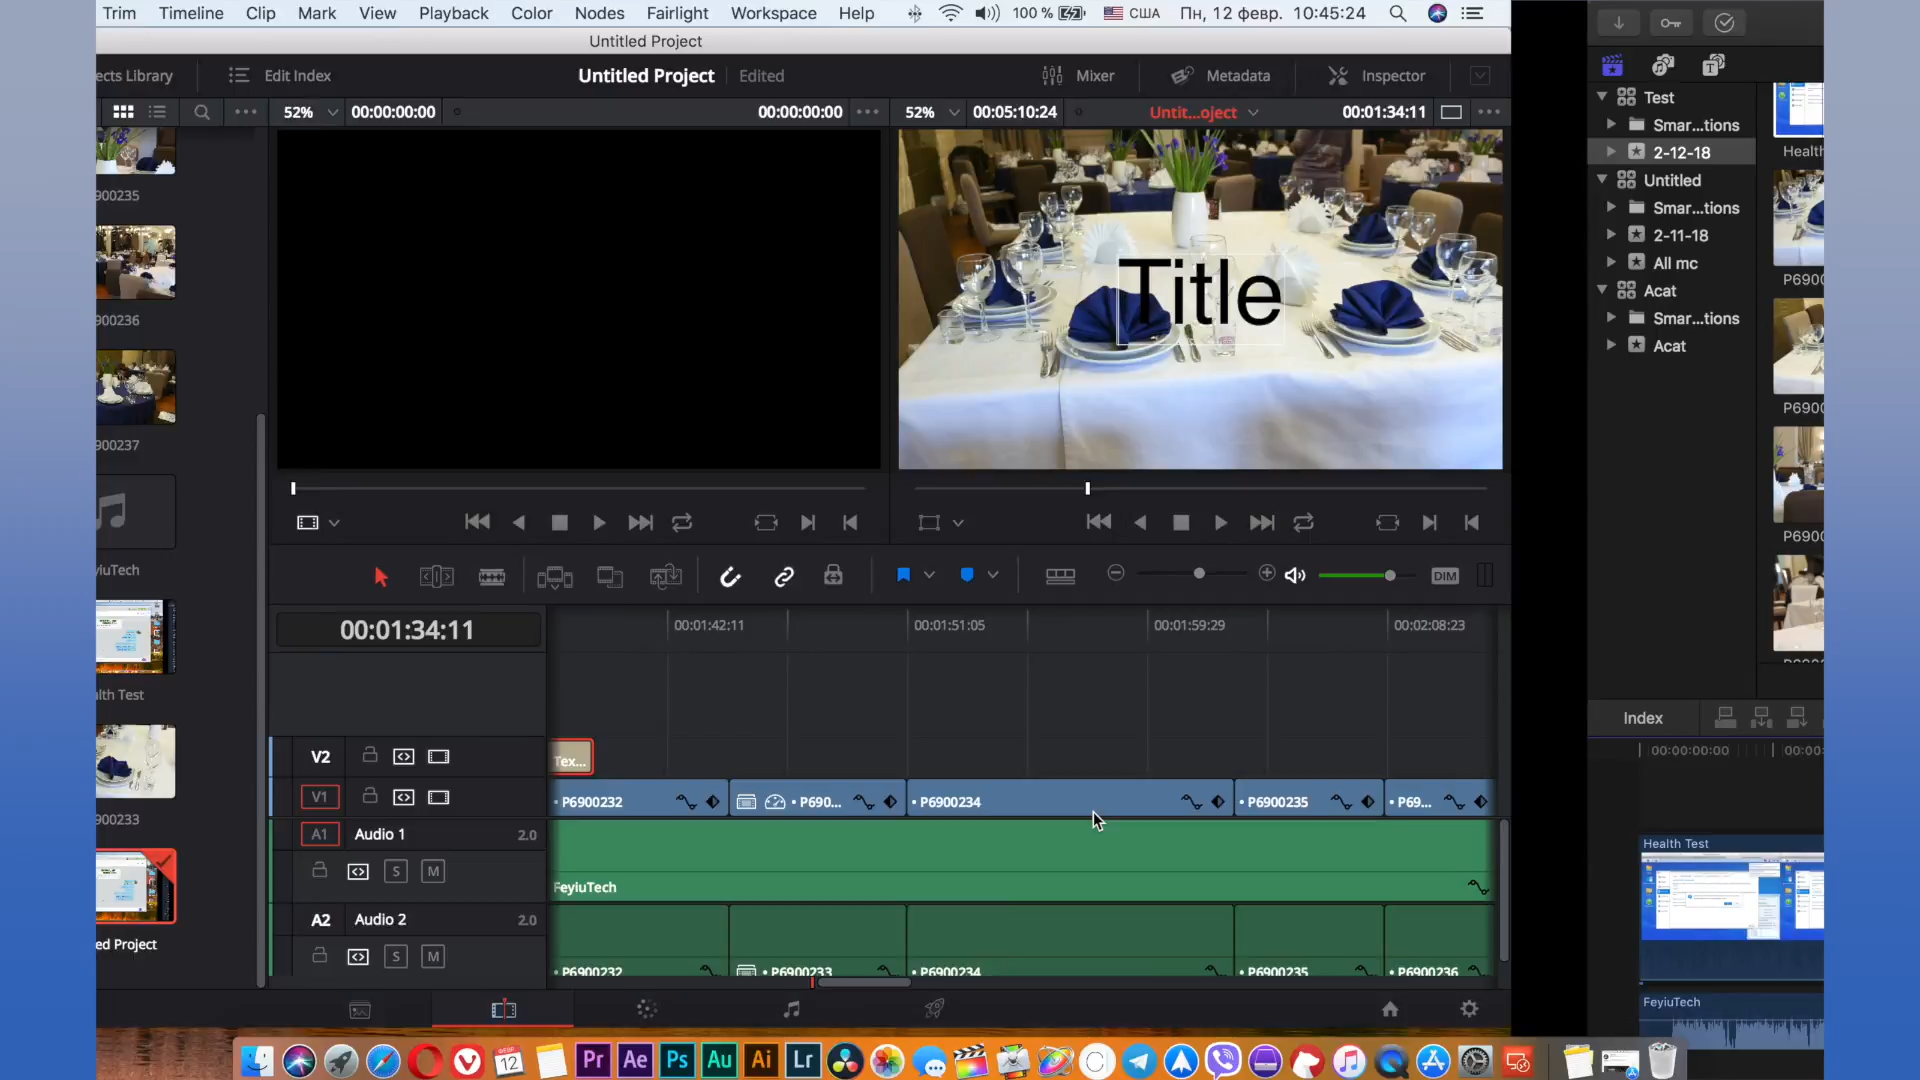 Trim Timeline Clip Mark View Playback Color Nodes Fairlight Workspace Help 100 % США Пн, 12 февр. 10:45:24
Untitled Project
ects Library Edit Index Untitled Project Edited Mixer Metadata Inspector
52% 00:00:00:00 00:00:00:00 52% 00:05:10:24 Untit...oject 00:01:34:11
Title
900235
900236
900237
yiuTech
lth Test
900233
ed Project
DIM
00:01:34:11 00:01:42:11 00:01:51:05 00:01:59:29 00:02:08:23
V2 Tex...
V1 P6900232 P690... P6900234 P6900235 P69...
A1 Audio 1 2.0
S M FeyiuTech
A2 Audio 2 2.0
S M P6900232 P6900233 P6900234 P6900235 P6900236
12 Pr Ae Ps Au Ai Lr
Test
Smar...tions
2-12-18
Untitled
Smar...tions
2-11-18
All mc
Acat
Smar...tions
Acat
Health
P6900
P6900
P6900
Index
00:00:00:00 00:00:
Health Test
FeyiuTech